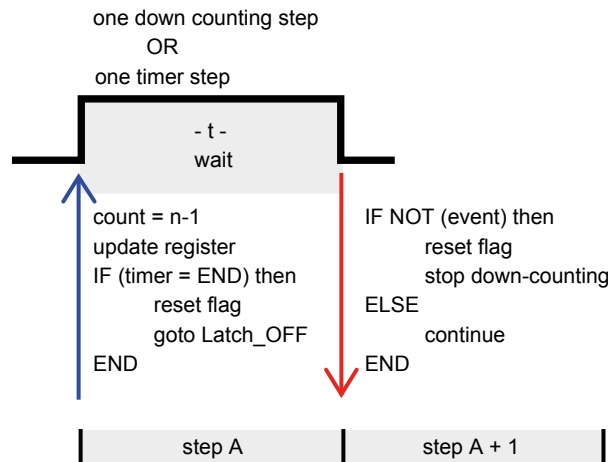 one down counting step
OR
one timer step
- t -
wait
count = n-1
update register
IF (timer = END) then
reset flag
goto Latch_OFF
END
IF NOT (event) then
reset flag
stop down-counting
ELSE
continue
END
step A
step A + 1